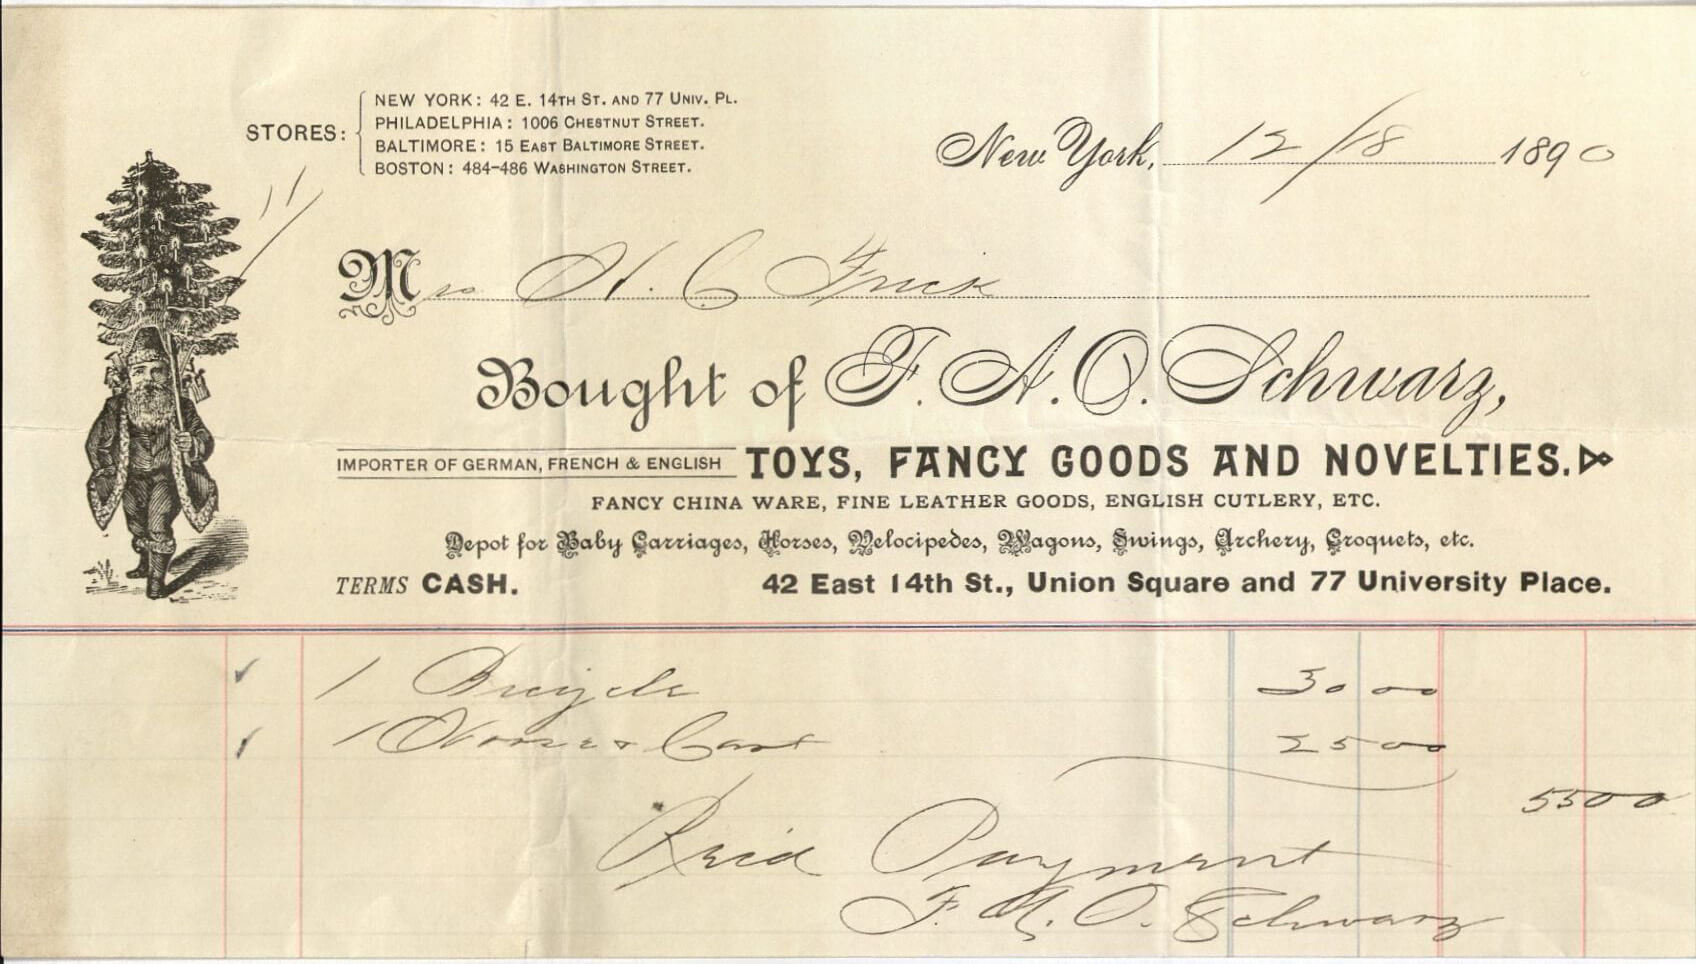 STORES:
NEW YORK: 42 E. 14TH ST. AND 77 UNIV. PL.
PHILADELPHIA: 1006 CHESTNUT STREET.
BALTIMORE: 15 EAST BALTIMORE STREET.
BOSTON: 484-486 WASHINGTON STREET.
New York, 12/18 1890
Mrs H. C Frick
Bought of F. A. O. Schwarz,
IMPORTER OF GERMAN, FRENCH & ENGLISH TOYS, FANCY GOODS AND NOVELTIES.
FANCY CHINA WARE, FINE LEATHER GOODS, ENGLISH CUTLERY, ETC.
Depot for Baby Carriages, Horses, Velocipedes, Wagons, Swings, Archery, Croquets, etc.
TERMS CASH. 42 East 14th St., Union Square and 77 University Place.
1 Bicycle 30 00
1 Horse & Cart 25 00
55 00
Recd Payment
F. A. O. Schwarz